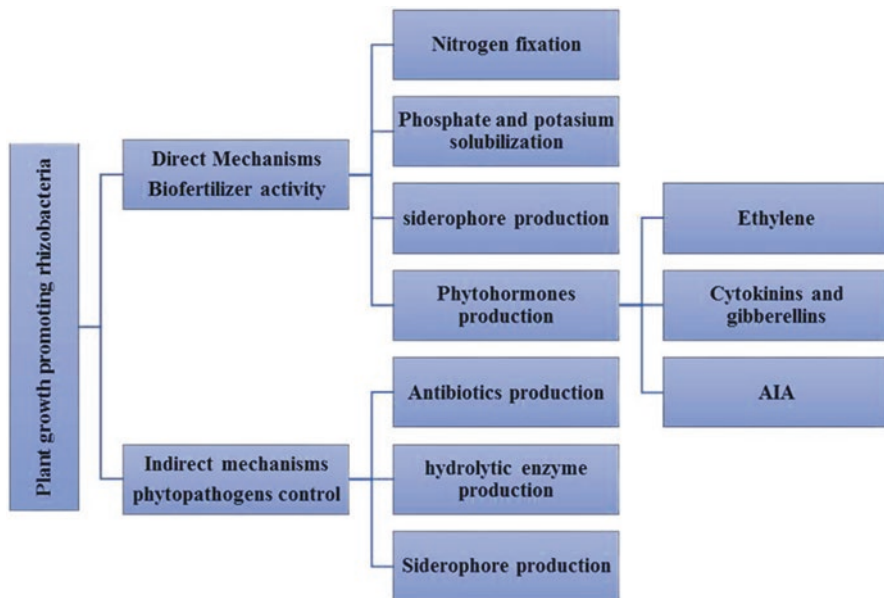 Plant growth promoting rhizobacteria
Direct Mechanisms
Biofertilizer activity
Nitrogen fixation
Phosphate and potasium
solubilization
siderophore production
Phytohormones
production
Ethylene
Cytokinins and
gibberellins
AIA
Indirect mechanisms
phytopathogens control
Antibiotics production
hydrolytic enzyme
production
Siderophore production